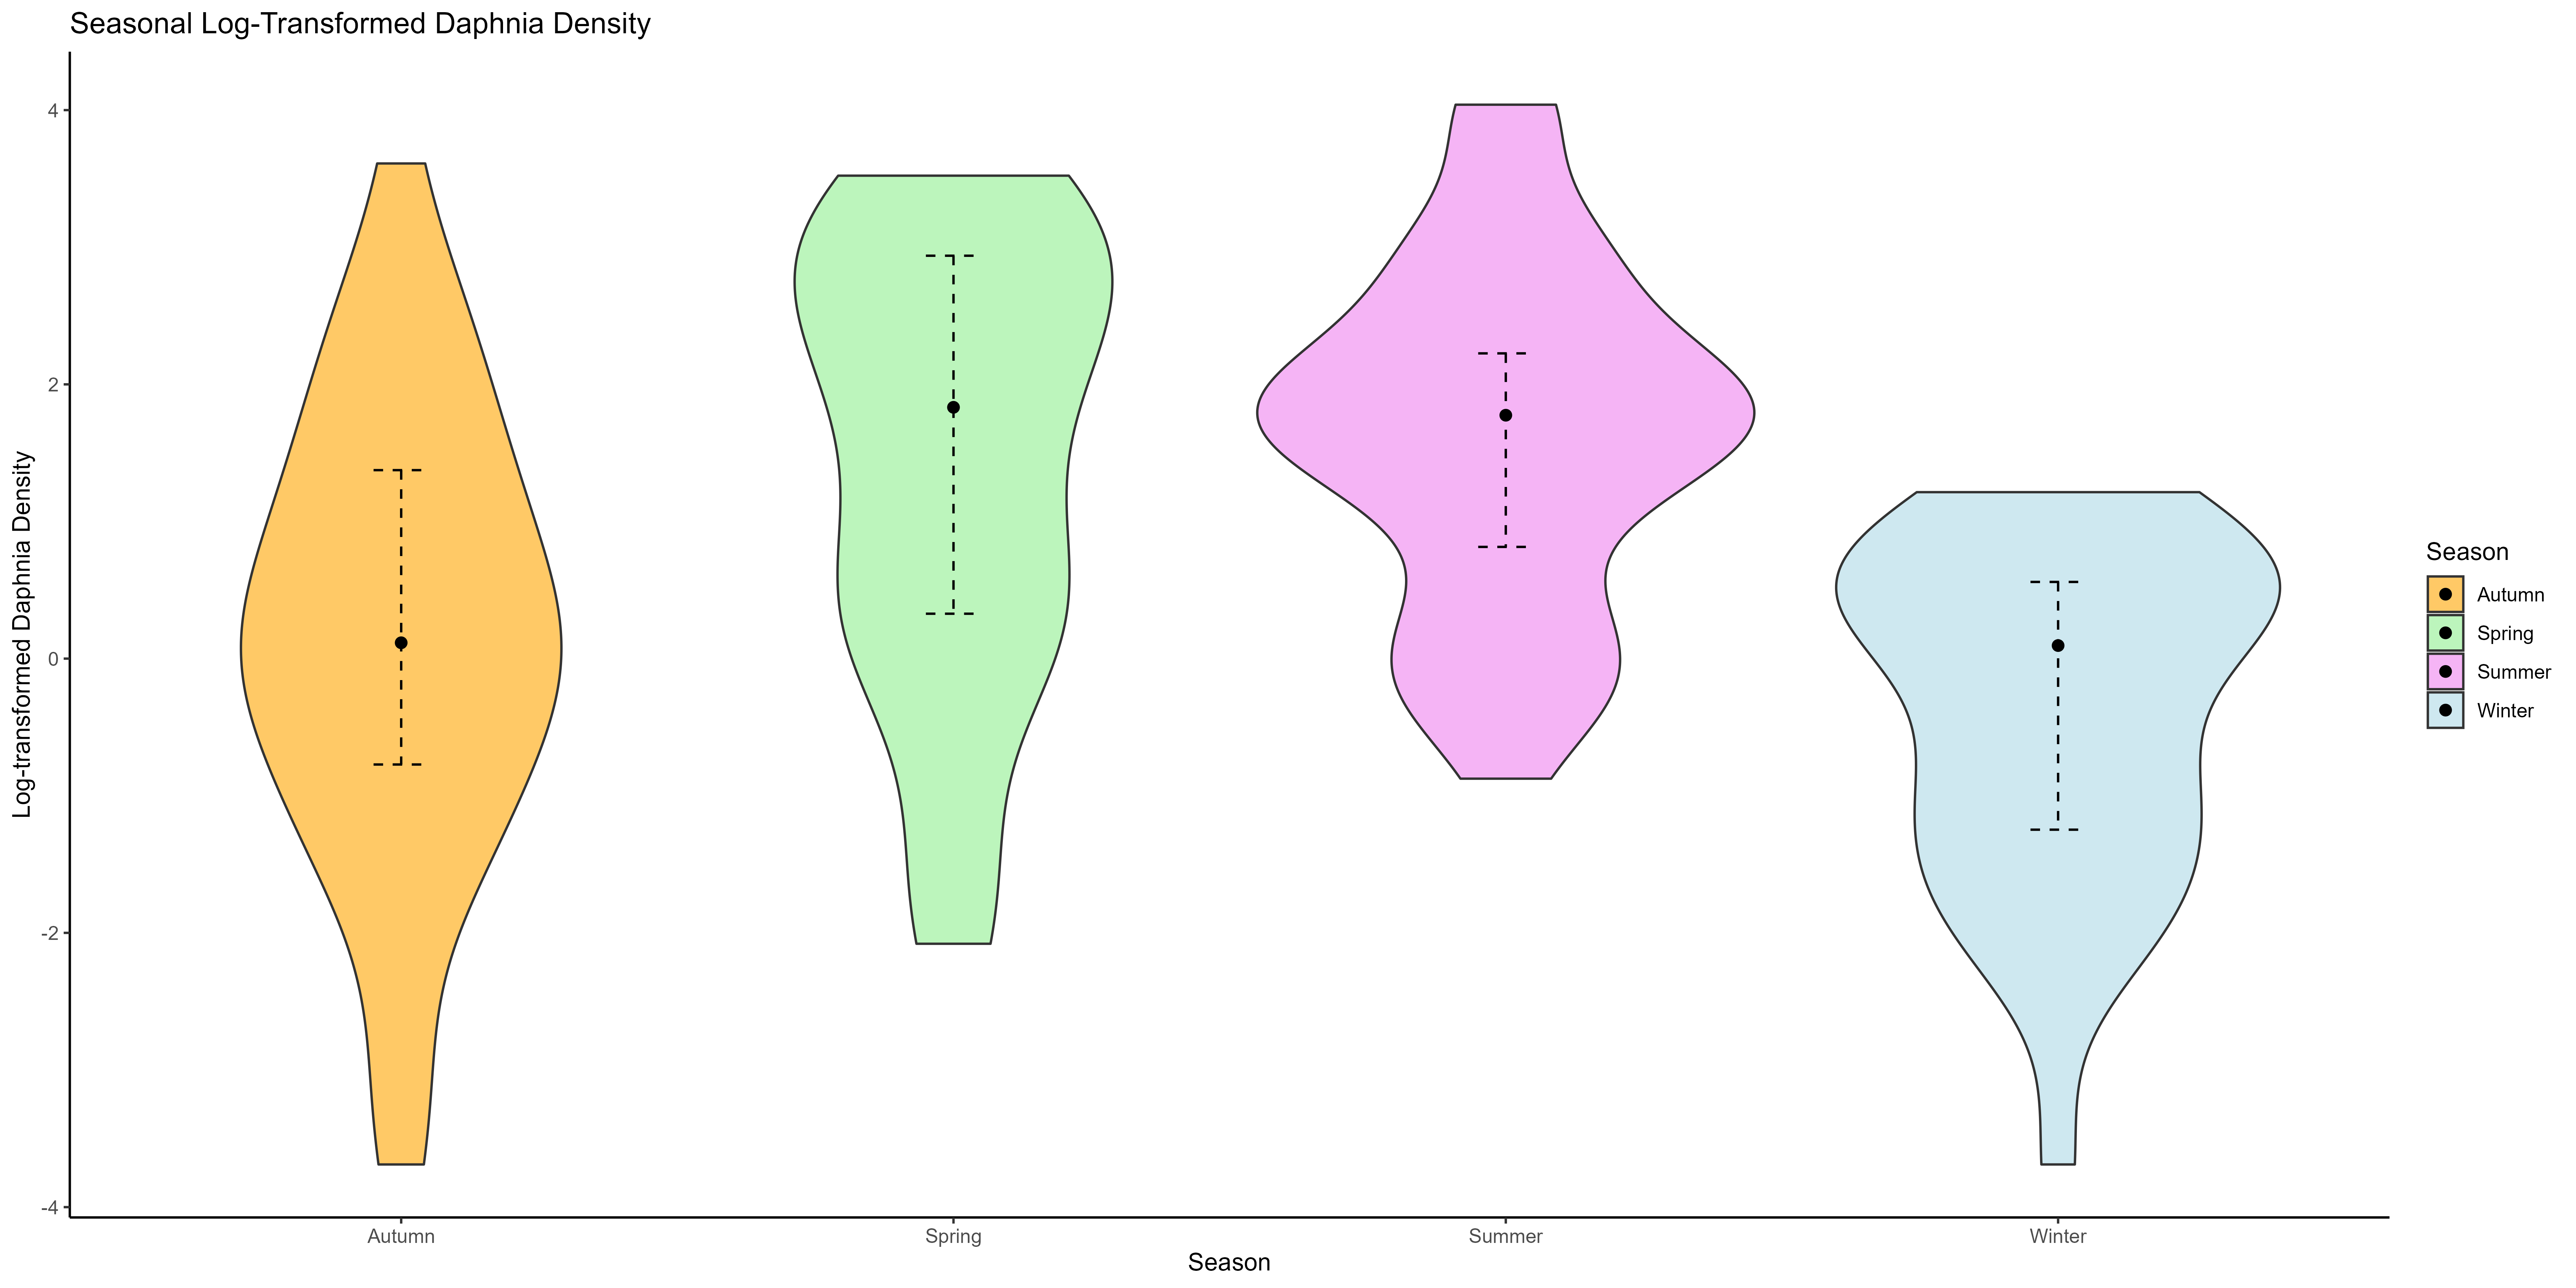 Seasonal Log-Transformed Daphnia Density
Log-transformed Daphnia Density
4
2
0
-2
-4
Autumn
Spring
Summer
Winter
Season
Season
Autumn
Spring
Summer
Winter